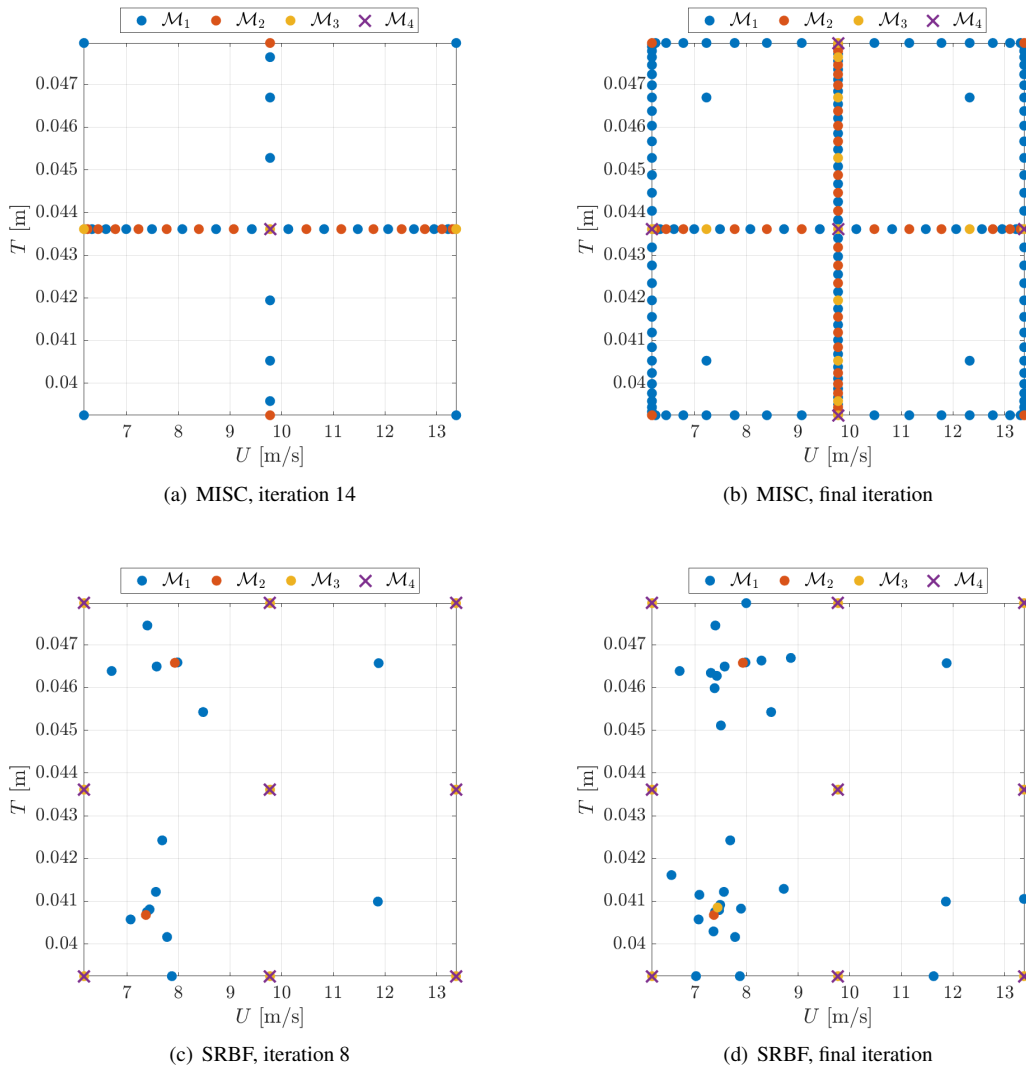 M₁ M₂ M₃ M₄
0.047
0.046
0.045
0.044
0.043
0.042
0.041
0.04
T [m]
7 8 9 10 11 12 13
U [m/s]
(a) MISC, iteration 14
M₁ M₂ M₃ M₄
0.047
0.046
0.045
0.044
0.043
0.042
0.041
0.04
T [m]
7 8 9 10 11 12 13
U [m/s]
(b) MISC, final iteration
M₁ M₂ M₃ M₄
0.047
0.046
0.045
0.044
0.043
0.042
0.041
0.04
T [m]
7 8 9 10 11 12 13
U [m/s]
(c) SRBF, iteration 8
M₁ M₂ M₃ M₄
0.047
0.046
0.045
0.044
0.043
0.042
0.041
0.04
T [m]
7 8 9 10 11 12 13
U [m/s]
(d) SRBF, final iteration